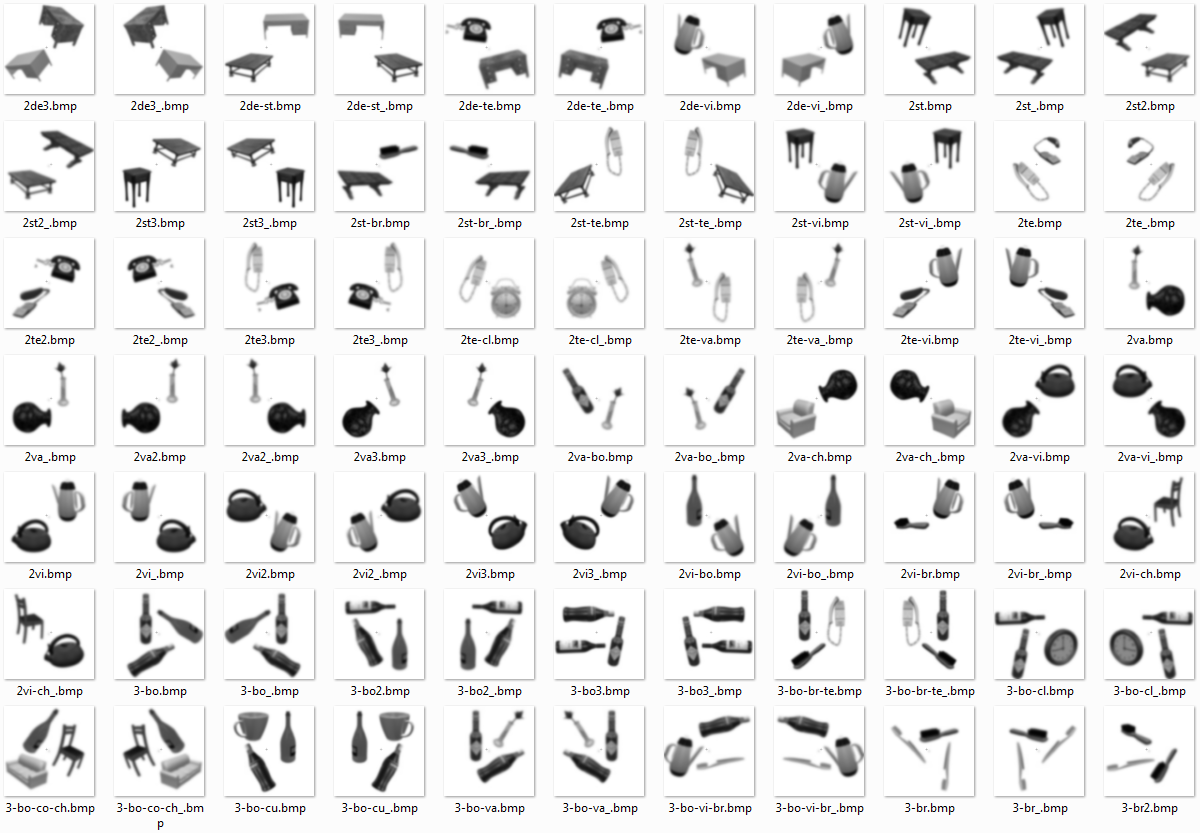 2de3.bmp 2de3_.bmp 2de-st.bmp 2de-st_.bmp 2de-te.bmp 2de-te_.bmp 2de-vi.bmp 2de-vi_.bmp 2st.bmp 2st_.bmp 2st2.bmp
2st2_.bmp 2st3.bmp 2st3_.bmp 2st-br.bmp 2st-br_.bmp 2st-te.bmp 2st-te_.bmp 2st-vi.bmp 2st-vi_.bmp 2te.bmp 2te_.bmp
2te2.bmp 2te2_.bmp 2te3.bmp 2te3_.bmp 2te-cl.bmp 2te-cl_.bmp 2te-va.bmp 2te-va_.bmp 2te-vi.bmp 2te-vi_.bmp 2va.bmp
2va_.bmp 2va2.bmp 2va2_.bmp 2va3.bmp 2va3_.bmp 2va-bo.bmp 2va-bo_.bmp 2va-ch.bmp 2va-ch_.bmp 2va-vi.bmp 2va-vi_.bmp
2vi.bmp 2vi_.bmp 2vi2.bmp 2vi2_.bmp 2vi3.bmp 2vi3_.bmp 2vi-bo.bmp 2vi-bo_.bmp 2vi-br.bmp 2vi-br_.bmp 2vi-ch.bmp
2vi-ch_.bmp 3-bo.bmp 3-bo_.bmp 3-bo2.bmp 3-bo2_.bmp 3-bo3.bmp 3-bo3_.bmp 3-bo-br-te.bmp 3-bo-br-te_.bmp 3-bo-cl.bmp 3-bo-cl_.bmp
3-bo-co-ch.bmp 3-bo-co-ch_.bm 3-bo-cu.bmp 3-bo-cu_.bmp 3-bo-va.bmp 3-bo-va_.bmp 3-bo-vi-br.bmp 3-bo-vi-br_.bmp 3-br.bmp 3-br_.bmp 3-br2.bmp
p